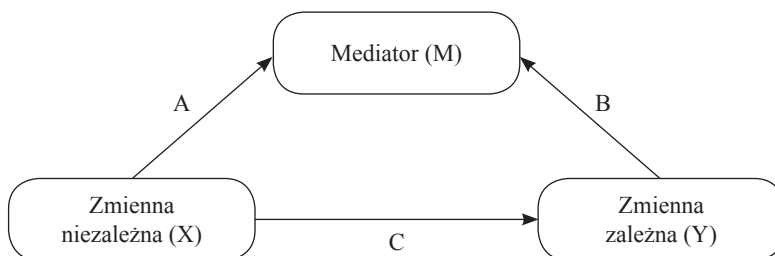 Mediator (M)
A
B
Zmienna
niezależna (X)
C
Zmienna
zależna (Y)